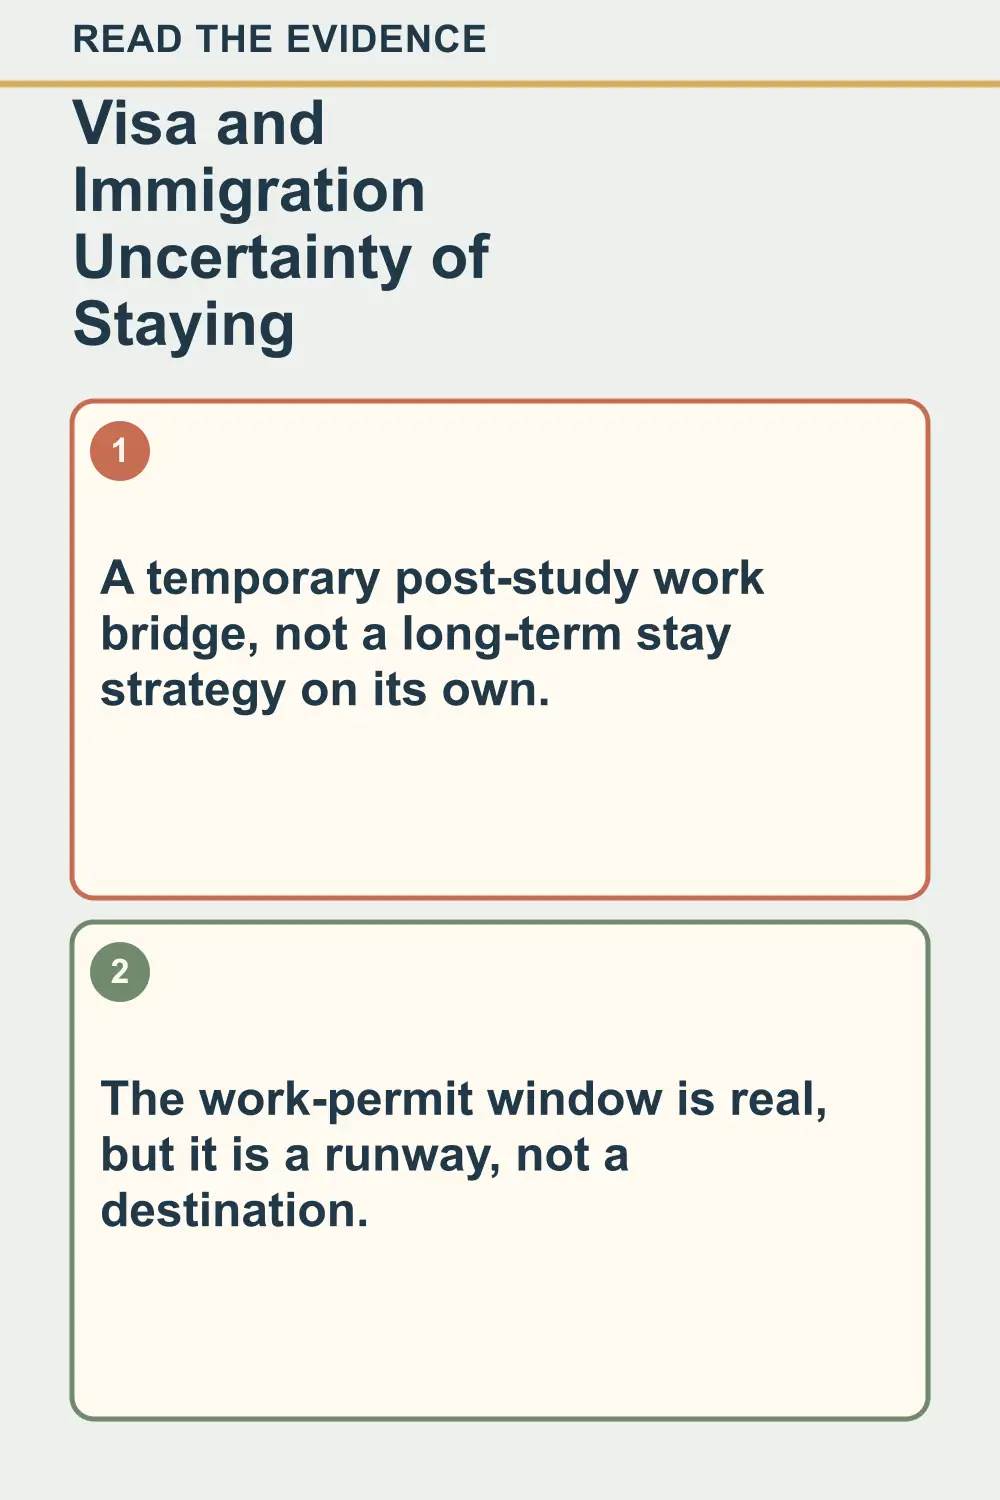 READ THE EVIDENCE
Visa and
Immigration
Uncertainty of
Staying
1
A temporary post-study work
bridge, not a long-term stay
strategy on its own.
2
The work-permit window is real,
but it is a runway, not a
destination.